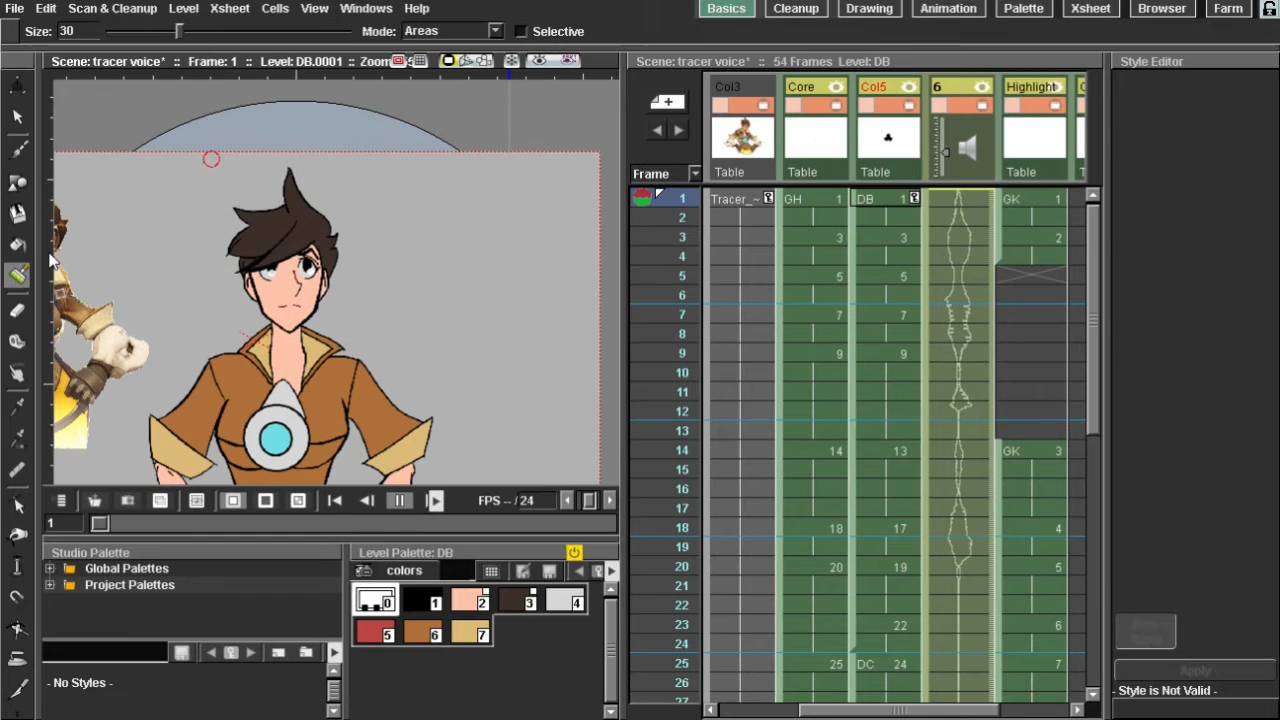 File Edit Scan & Cleanup Level Xsheet Cells View Windows Help
Basics Cleanup Drawing Animation Palette Xsheet Browser Farm
Size: 30 Mode: Areas Selective
Scene: tracer voice* :: Frame: 1 :: Level: DB.0001 :: Zoom
Scene: tracer voice* :: 54 Frames Level: DB
Style Editor
Col3 Core Col5 6 Highlight
Table Table Table Table
Frame
1 Tracer_~ GH 1 DB 1 GK 1
2
3 3 3 2
4
5 5 5
6
7 7 7
8
9 9 9
10
11
12
13
14 14 13 GK 3
15
16
17
18 18 17 4
19
20 20 19 5
21
22
23 22 6
24
25 25 DC 24 7
26
27
FPS -- /24
1
Studio Palette
Global Palettes
Project Palettes
- No Styles -
Level Palette: DB
colors
0 1 2 3 4
5 6 7
Apply
- Style is Not Valid -